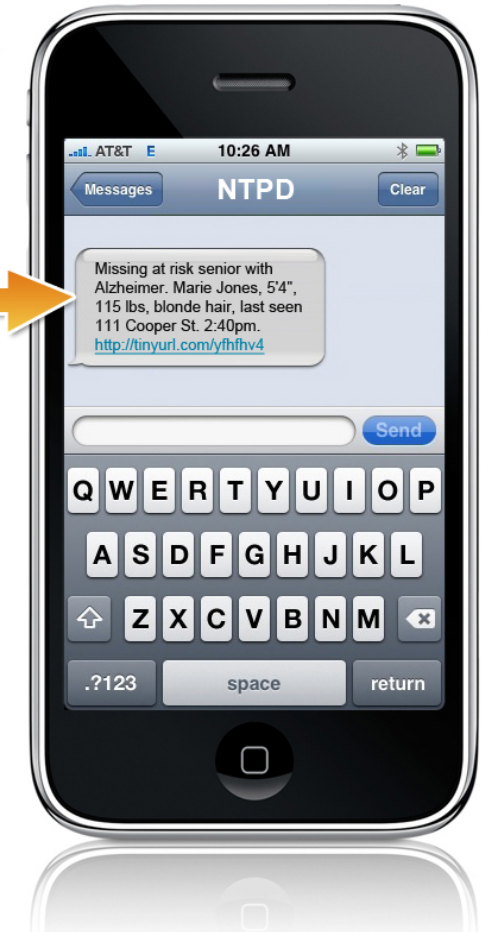 AT&T E 10:26 AM
Messages NTPD Clear
Missing at risk senior with
Alzheimer. Marie Jones, 5'4",
115 lbs, blonde hair, last seen
111 Cooper St. 2:40pm.
http://tinyurl.com/yfhfhv4
Send
Q W E R T Y U I O P
A S D F G H J K L
Z X C V B N M
.?123 space return